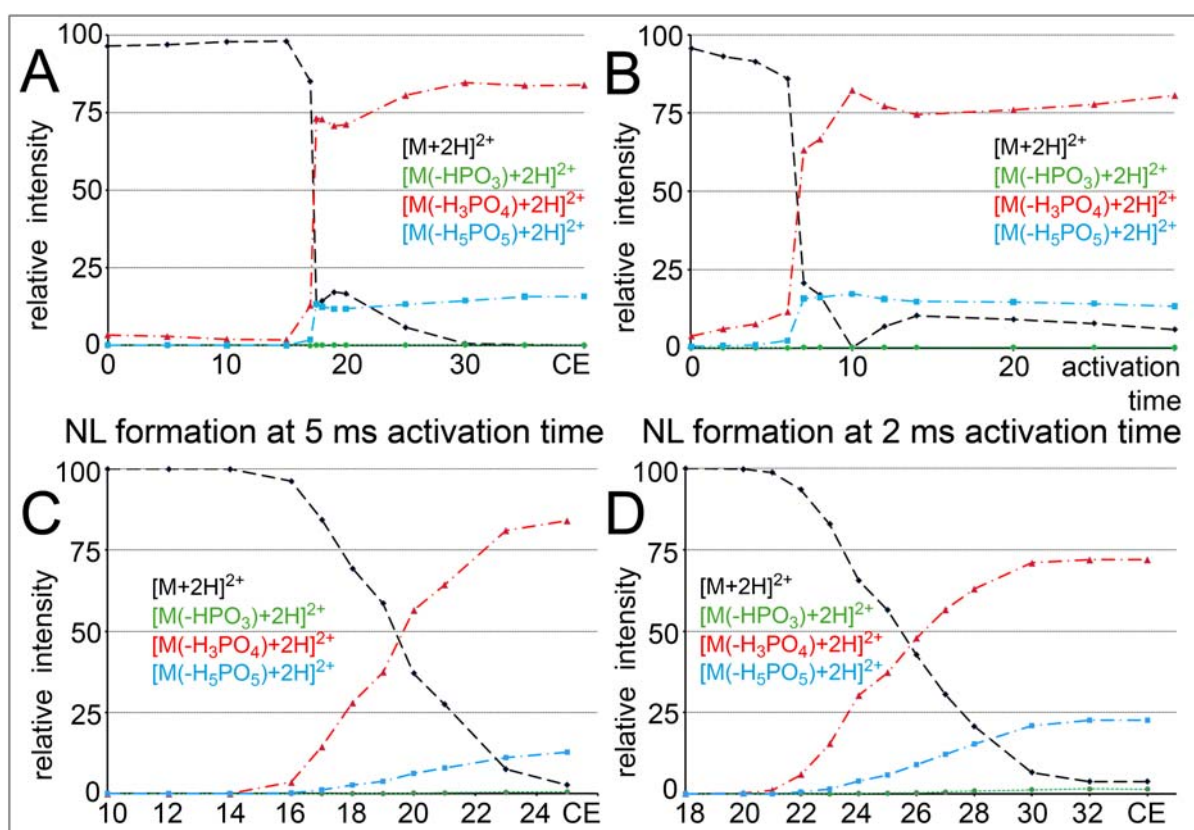 A
100
75
50
25
0
relative intensity
[M+2H]²⁺
[M(-HPO₃)+2H]²⁺
[M(-H₃PO₄)+2H]²⁺
[M(-H₅PO₅)+2H]²⁺
0 10 20 30 CE
B
100
75
50
25
0
relative intensity
[M+2H]²⁺
[M(-HPO₃)+2H]²⁺
[M(-H₃PO₄)+2H]²⁺
[M(-H₅PO₅)+2H]²⁺
0 10 20 activation
time
NL formation at 5 ms activation time
C
100
75
50
25
0
relative intensity
[M+2H]²⁺
[M(-HPO₃)+2H]²⁺
[M(-H₃PO₄)+2H]²⁺
[M(-H₅PO₅)+2H]²⁺
10 12 14 16 18 20 22 24 CE
NL formation at 2 ms activation time
D
100
75
50
25
0
relative intensity
[M+2H]²⁺
[M(-HPO₃)+2H]²⁺
[M(-H₃PO₄)+2H]²⁺
[M(-H₅PO₅)+2H]²⁺
18 20 22 24 26 28 30 32 CE